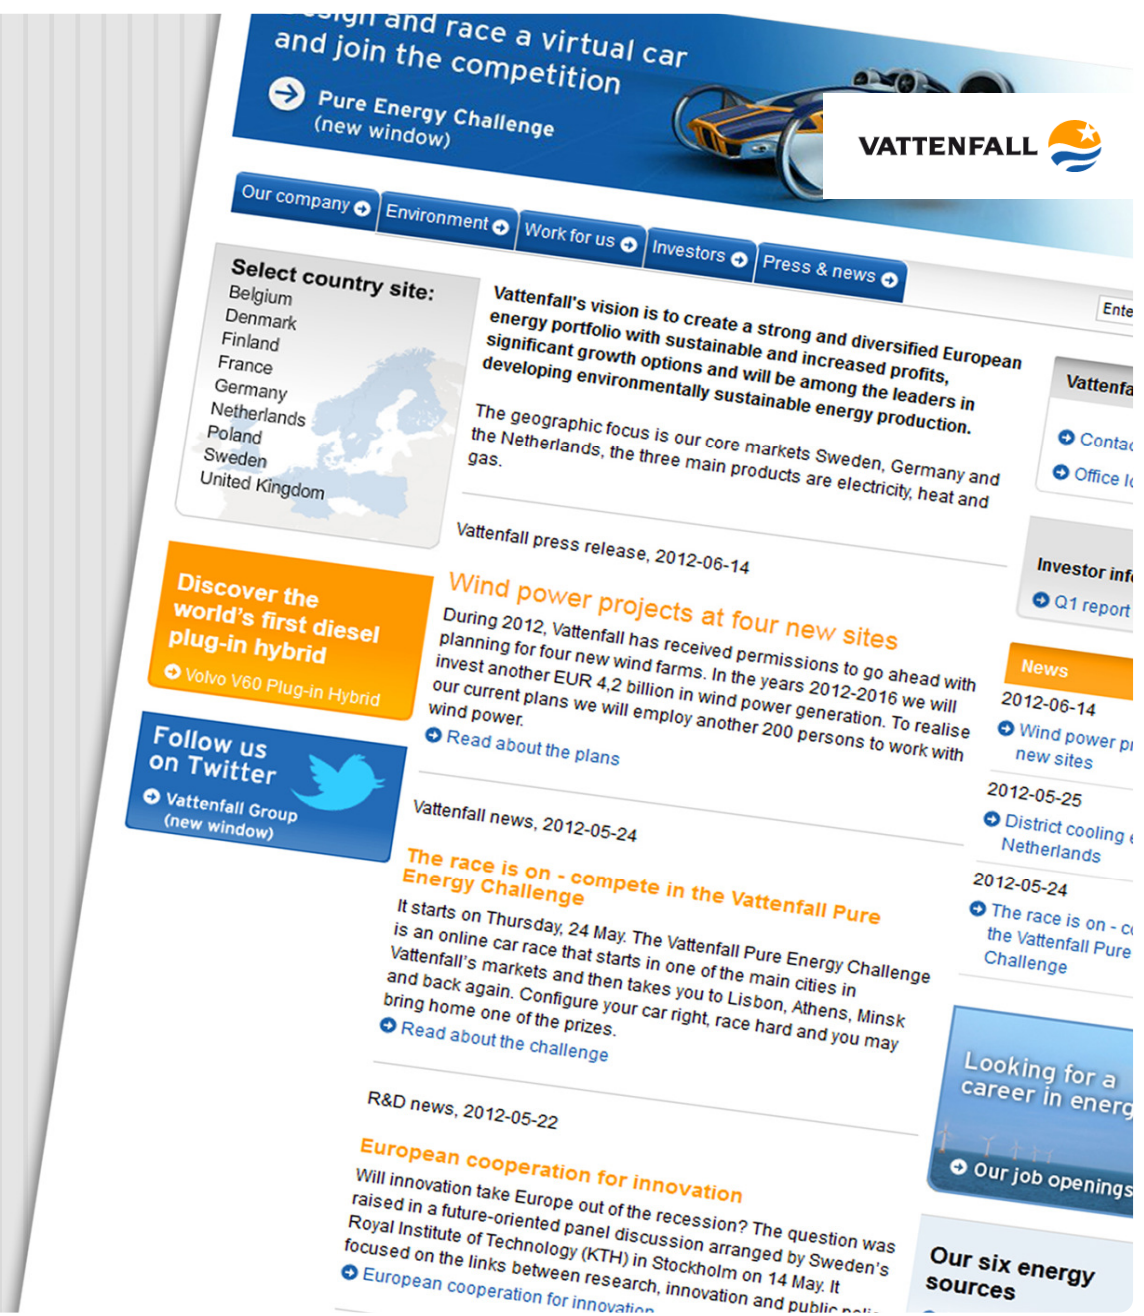 Design and race a virtual car
and join the competition
Pure Energy Challenge
(new window)
VATTENFALL
Our company
Environment
Work for us
Investors
Press & news
Select country site:
Belgium
Denmark
Finland
France
Germany
Netherlands
Poland
Sweden
United Kingdom
Discover the
world's first diesel
plug-in hybrid
Volvo V60 Plug-in Hybrid
Follow us
on Twitter
Vattenfall Group
(new window)
Vattenfall's vision is to create a strong and diversified European
energy portfolio with sustainable and increased profits,
significant growth options and will be among the leaders in
developing environmentally sustainable energy production.
The geographic focus is our core markets Sweden, Germany and
the Netherlands, the three main products are electricity, heat and
gas.
Vattenfall press release, 2012-06-14
Wind power projects at four new sites
During 2012, Vattenfall has received permissions to go ahead with
planning for four new wind farms. In the years 2012-2016 we will
invest another EUR 4,2 billion in wind power generation. To realise
our current plans we will employ another 200 persons to work with
wind power.
Read about the plans
Vattenfall news, 2012-05-24
The race is on - compete in the Vattenfall Pure
Energy Challenge
It starts on Thursday, 24 May. The Vattenfall Pure Energy Challenge
is an online car race that starts in one of the main cities in
Vattenfall's markets and then takes you to Lisbon, Athens, Minsk
and back again. Configure your car right, race hard and you may
bring home one of the prizes.
Read about the challenge
R&D news, 2012-05-22
European cooperation for innovation
Will innovation take Europe out of the recession? The question was
raised in a future-oriented panel discussion arranged by Sweden's
Royal Institute of Technology (KTH) in Stockholm on 14 May. It
focused on the links between research, innovation and public
European cooperation for innovation
Ente
Vattenfa
Contac
Office lo
Investor info
Q1 report
News
2012-06-14
Wind power pr
new sites
2012-05-25
District cooling
Netherlands
2012-05-24
The race is on - co
the Vattenfall Pure
Challenge
Looking for a
career in energ
Our job openings
Our six energy
sources